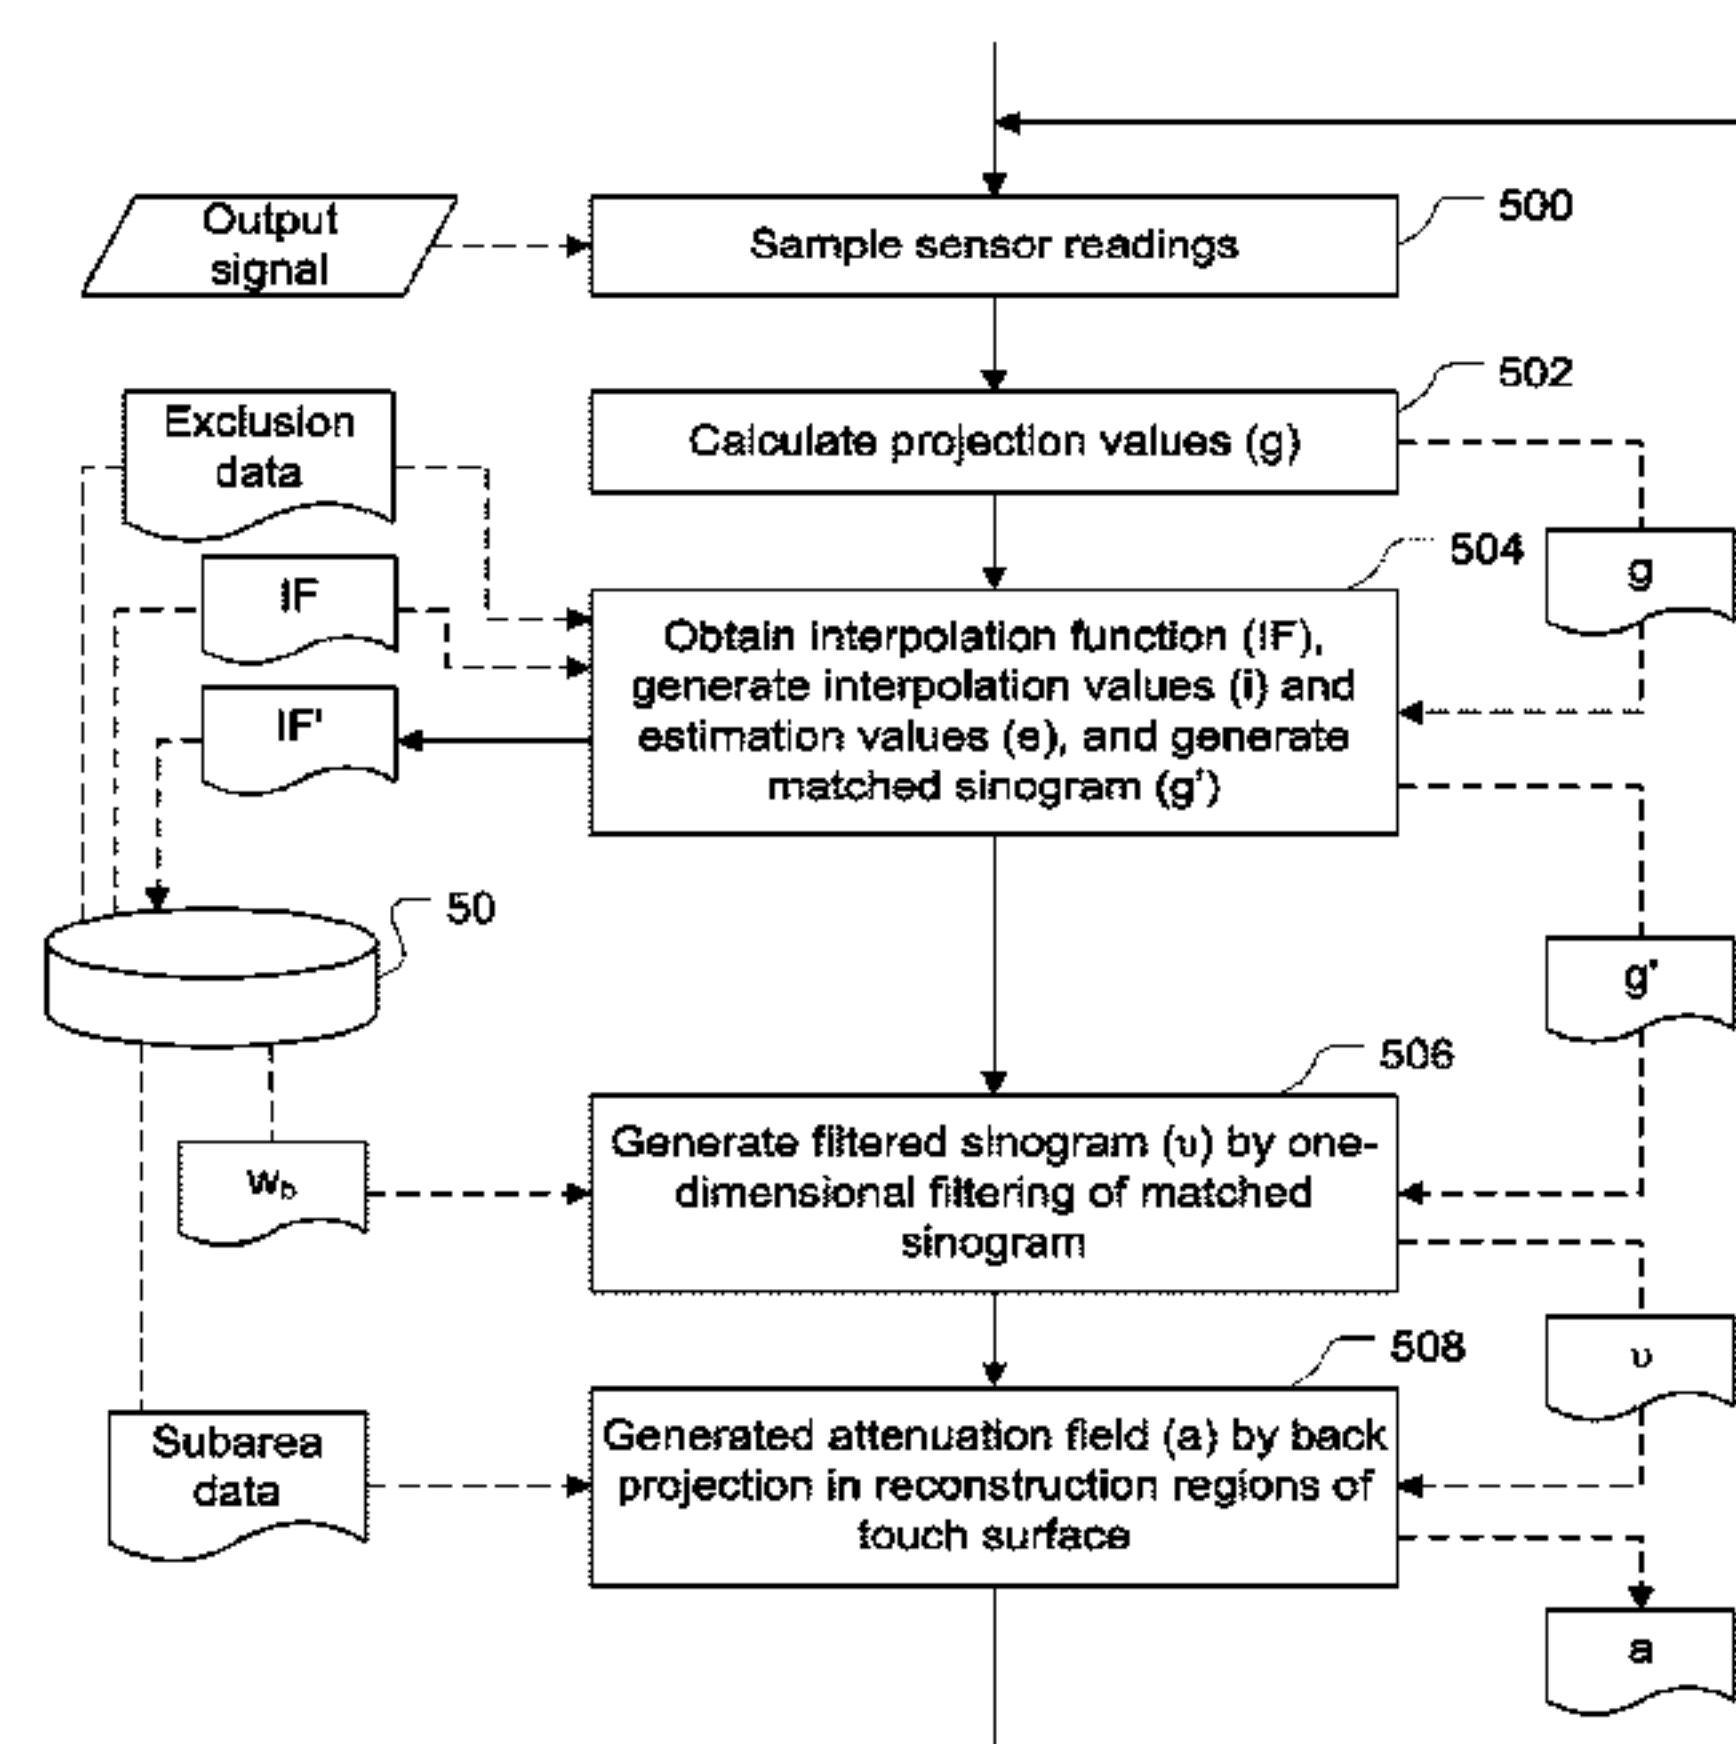 Output
signal
Sample sensor readings
500
Exclusion
data
Calculate projection values (g)
502
g
IF
IF'
Obtain interpolation function (IF),
generate interpolation values (i) and
estimation values (e), and generate
matched sinogram (g')
504
50
g'
w_b
Generate filtered sinogram (υ) by one-
dimensional filtering of matched
sinogram
506
υ
Subarea
data
Generated attenuation field (a) by back
projection in reconstruction regions of
touch surface
508
a